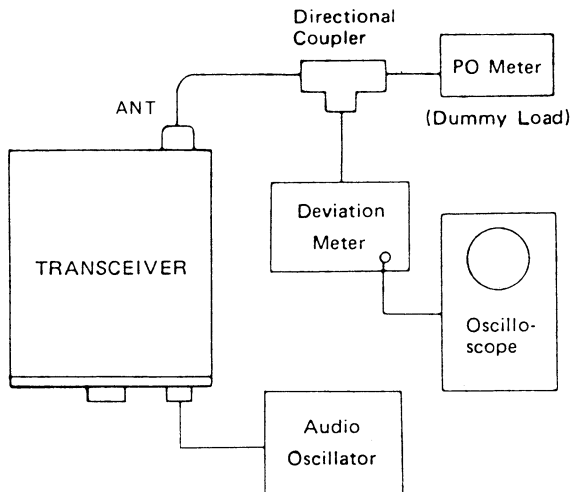 Directional
Coupler
PO Meter
(Dummy Load)
ANT
Deviation
Meter
TRANSCEIVER
Oscillo-
scope
Audio
Oscillator